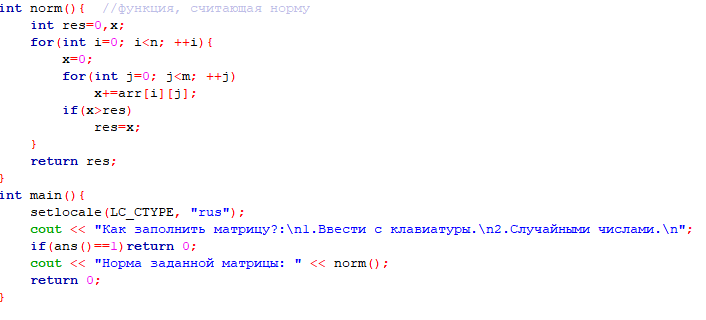 int norm(){  //функция, считающая норму
    int res=0,x;
    for(int i=0; i<n; ++i){
        x=0;
        for(int j=0; j<m; ++j)
            x+=arr[i][j];
        if(x>res)
            res=x;
    }
    return res;
}
int main(){
    setlocale(LC_CTYPE, "rus");
    cout << "Как заполнить матрицу?:\n1.Ввести с клавиатуры.\n2.Случайными числами.\n";
    if(ans()==1)return 0;
    cout << "Норма заданной матрицы: " << norm();
    return 0;
}